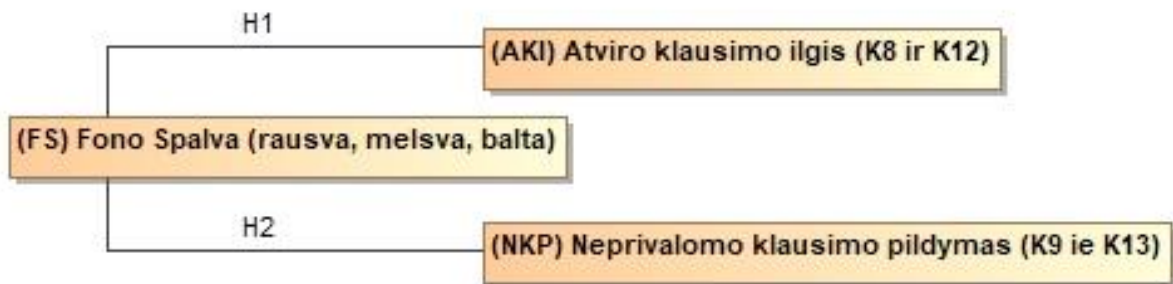 H1
(AKI) Atviro klausimo ilgis (K8 ir K12)
(FS) Fono Spalva (rausva, melsva, balta)
H2
(NKP) Neprivalomo klausimo pildymas (K9 ie K13)